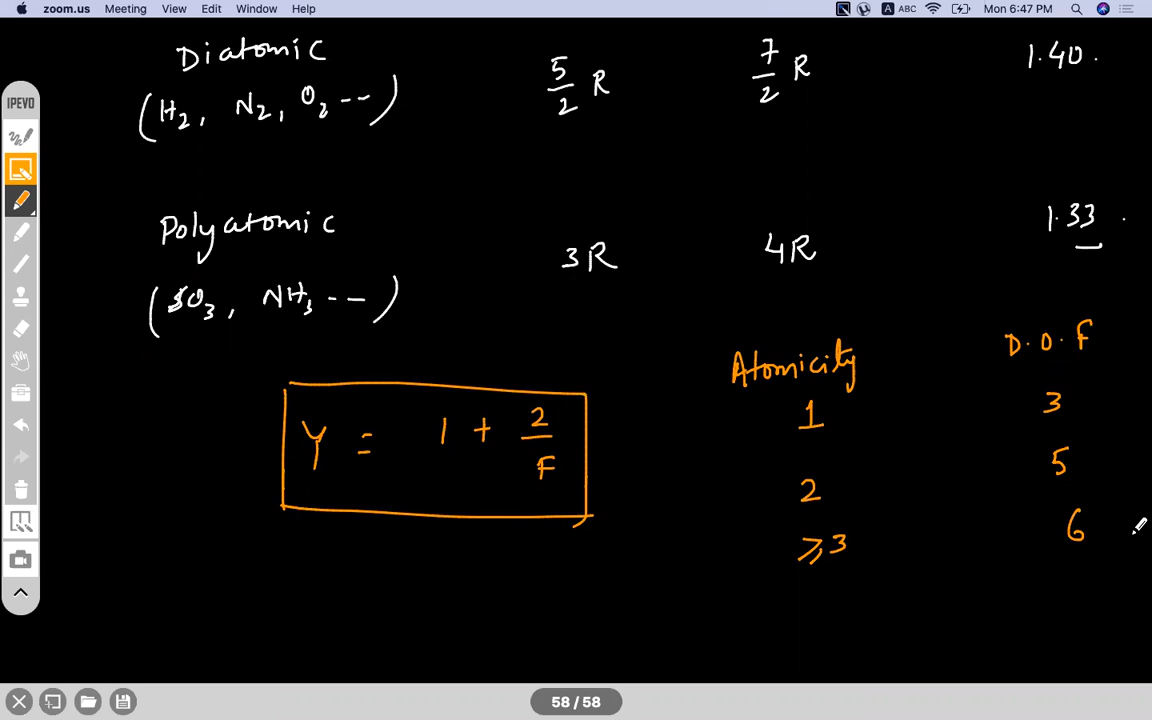 zoom.us Meeting View Edit Window Help A ABC Mon 6:47 PM
Diatomic 5/2 R 7/2 R 1.40.
(H₂, N₂, O₂ ---)
IPEVO
Polyatomic 3R 4R 1.33.
(SO₃, NH₃ ---)
Atomicity D.O.F
γ = 1 + 2/F
1 3
2 5
⩾3 6
58 / 58